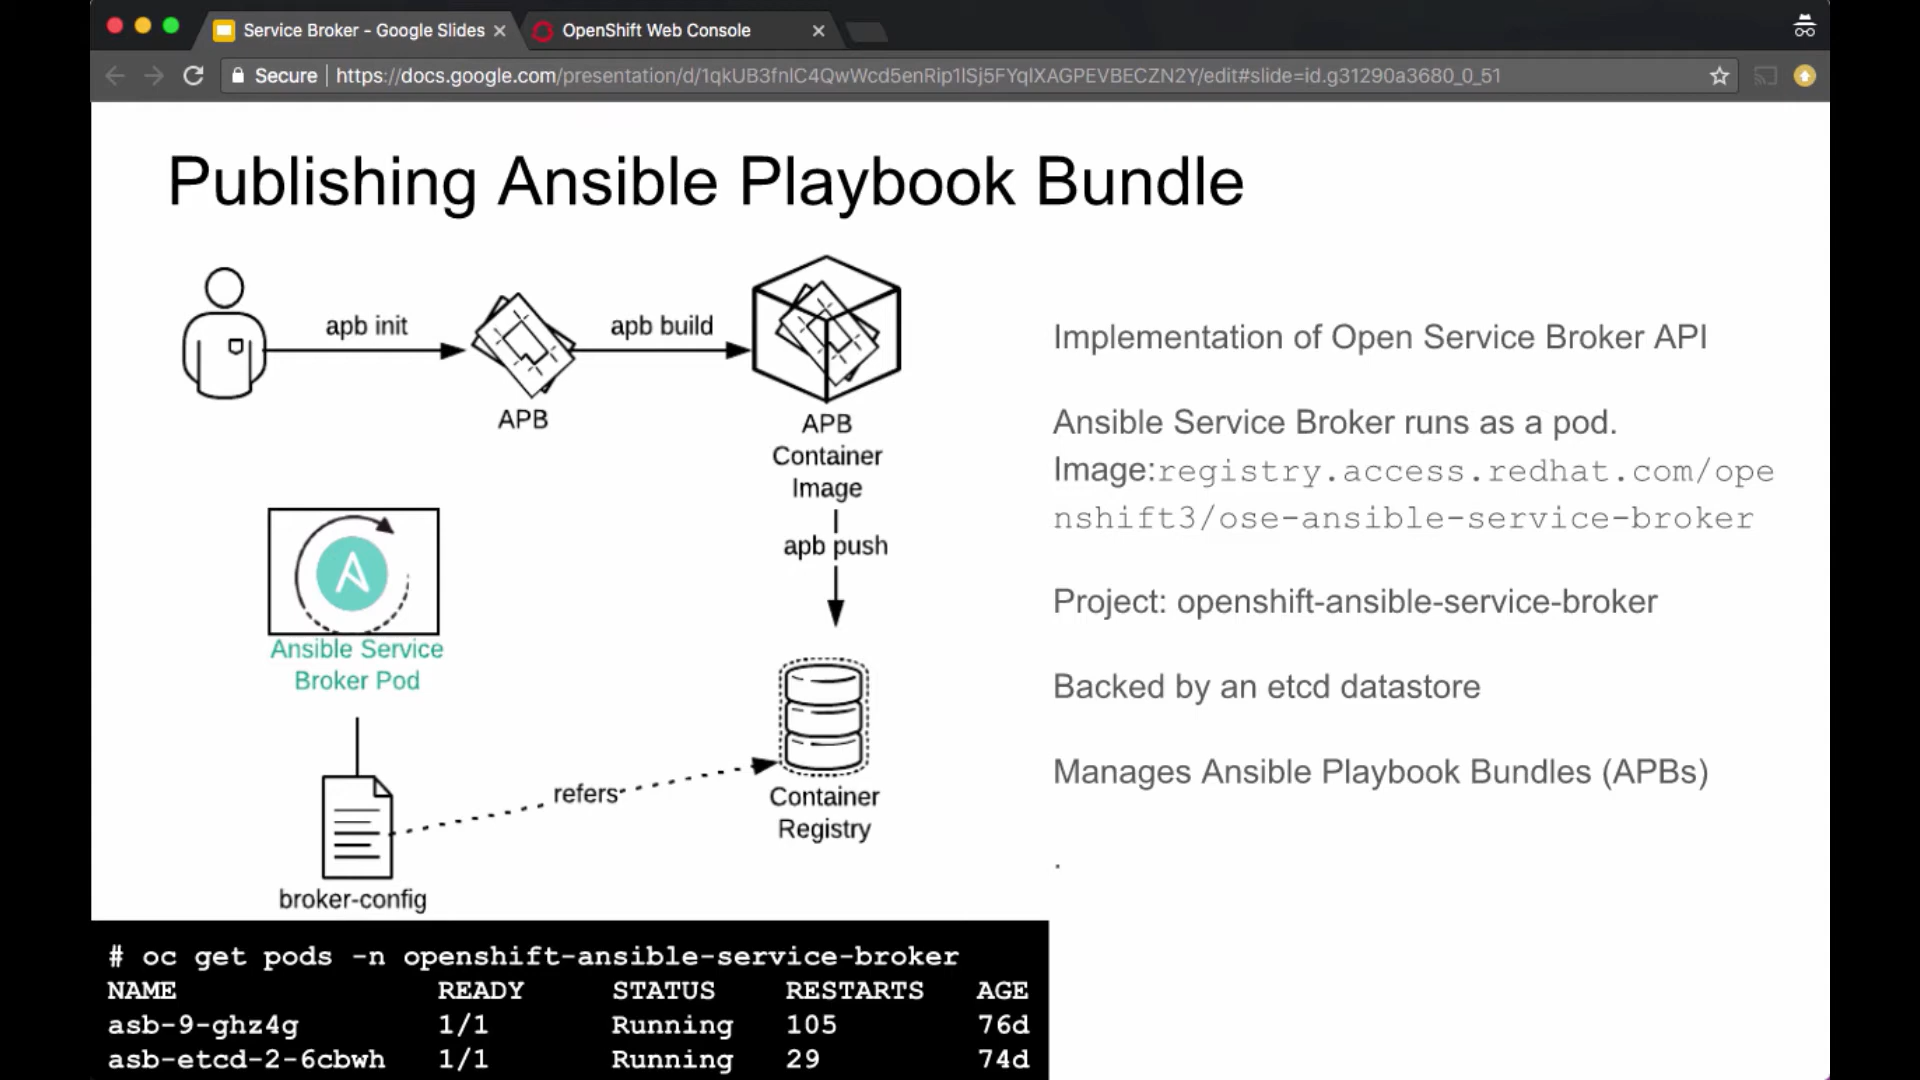 Service Broker - Google Slides
OpenShift Web Console
Secure
https://docs.google.com/presentation/d/1qkUB3fnlC4QwWcd5enRip1lSj5FYqlXAGPEVBECZN2Y/edit#slide=id.g31290a3680_0_51
Publishing Ansible Playbook Bundle
apb init
apb build
APB
APB
Container
Image
apb push
Ansible Service
Broker Pod
refers
Container
Registry
broker-config
Implementation of Open Service Broker API
Ansible Service Broker runs as a pod.
Image:registry.access.redhat.com/ope
nshift3/ose-ansible-service-broker
Project: openshift-ansible-service-broker
Backed by an etcd datastore
Manages Ansible Playbook Bundles (APBs)
.
# oc get pods -n openshift-ansible-service-broker
NAME READY STATUS RESTARTS AGE
asb-9-ghz4g 1/1 Running 105 76d
asb-etcd-2-6cbwh 1/1 Running 29 74d